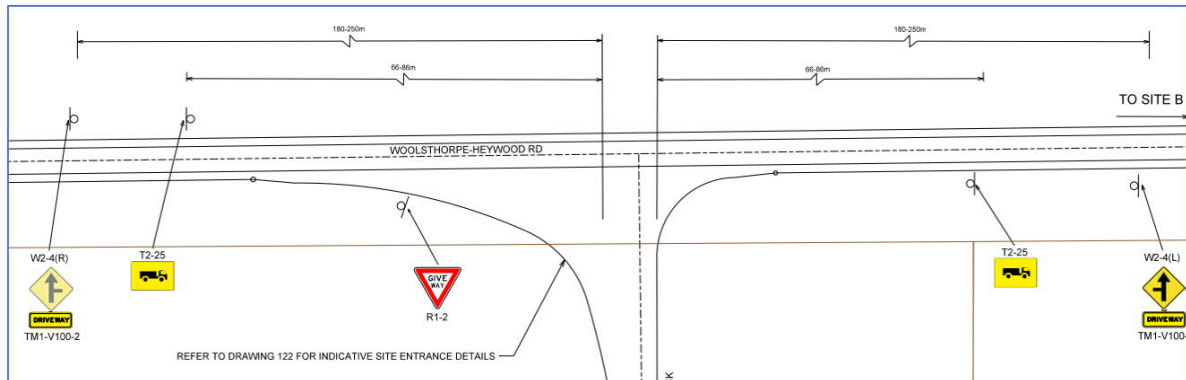 180-250m
180-250m
66-86m
66-86m
TO SITE B
WOOLSTHORPE-HEYWOOD RD
W2-4(R)
DRIVEWAY
TM1-V100-2
T2-25
GIVE
WAY
R1-2
T2-25
W2-4(L)
DRIVEWAY
TM1-V100-
REFER TO DRAWING 122 FOR INDICATIVE SITE ENTRANCE DETAILS